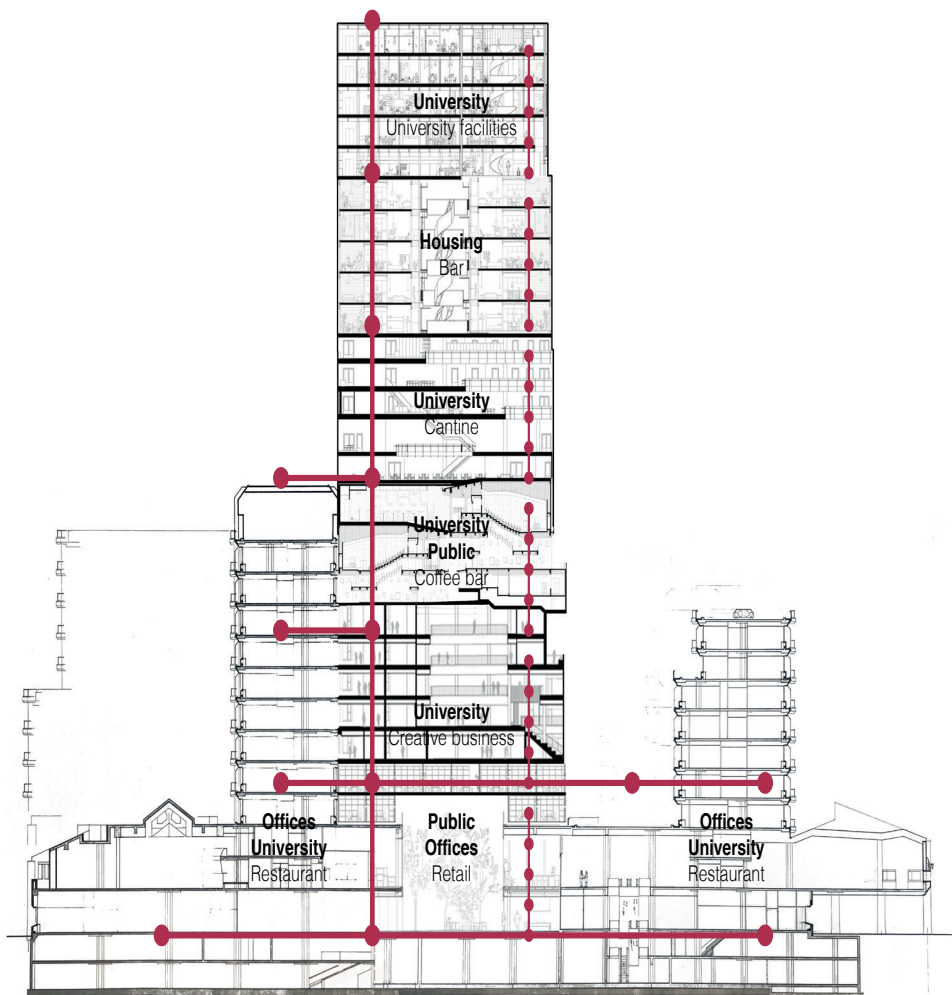 University
University facilities
Housing
Bar
University
Cantine
University
Public
Coffee bar
University
Creative business
Offices
University
Restaurant
Public
Offices
Retail
Offices
University
Restaurant